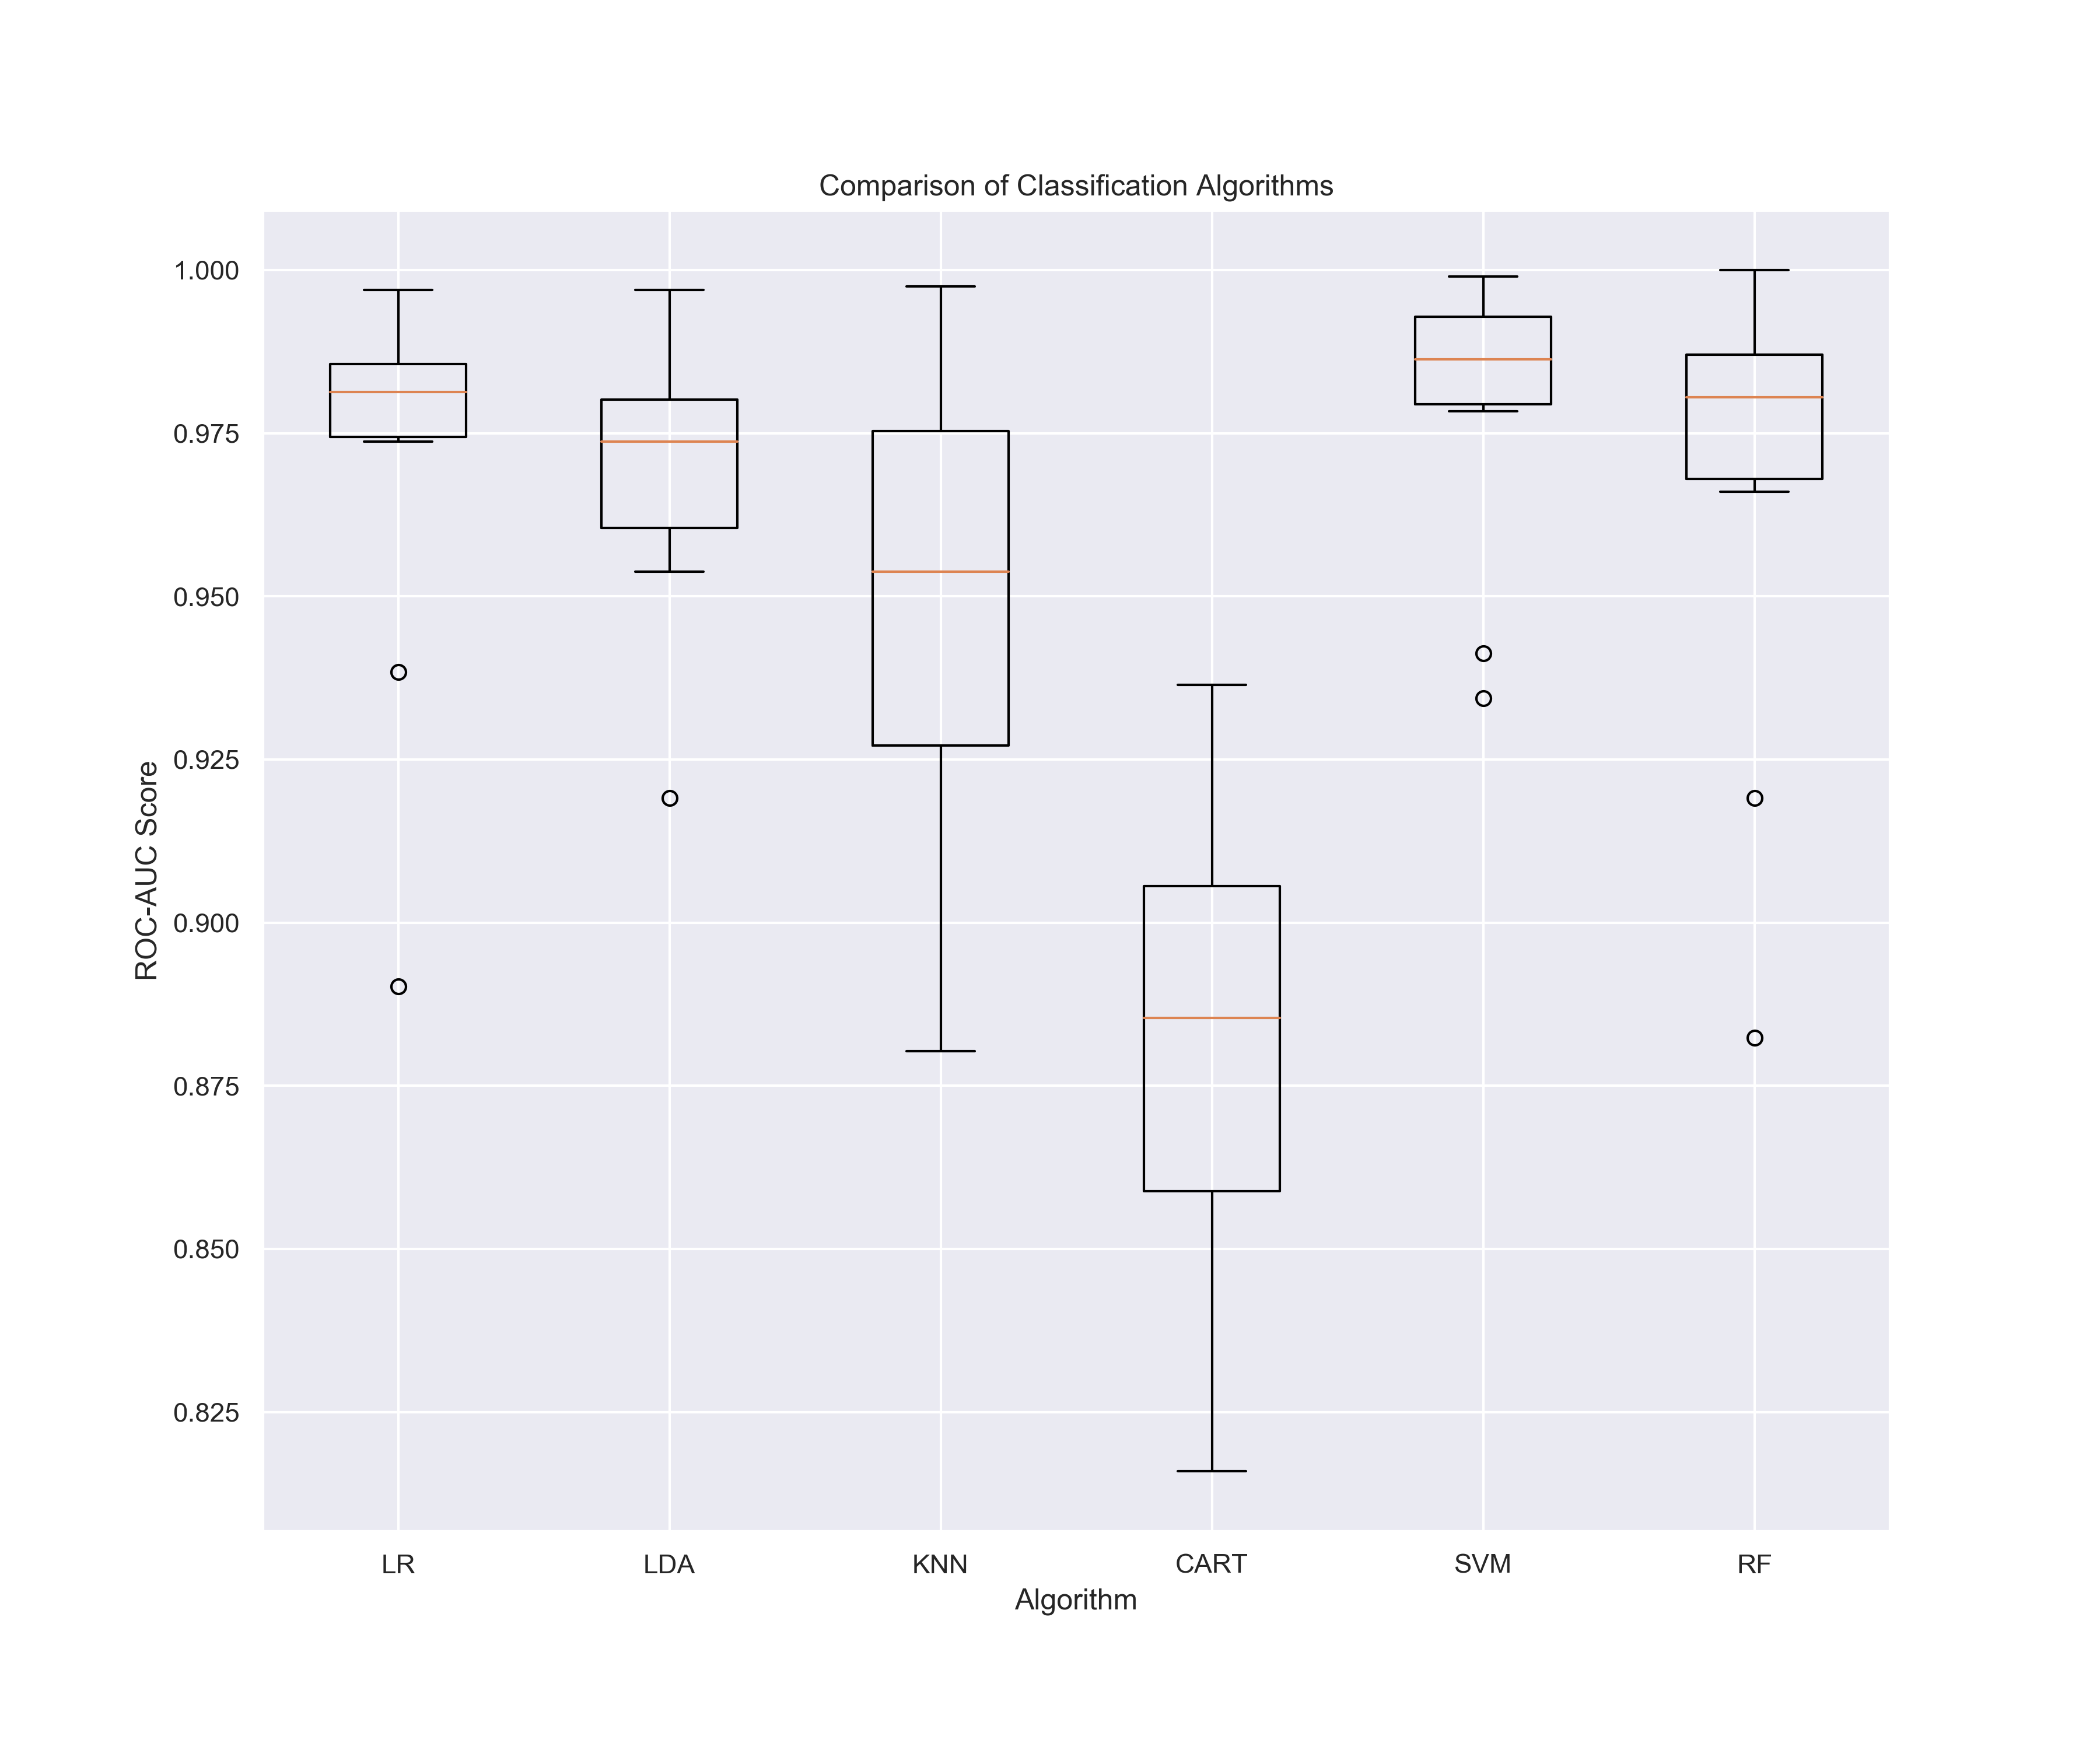 Comparison of Classification Algorithms
1.000
0.975
0.950
0.925
0.900
0.875
0.850
0.825
ROC-AUC Score
LR LDA KNN CART SVM RF
Algorithm